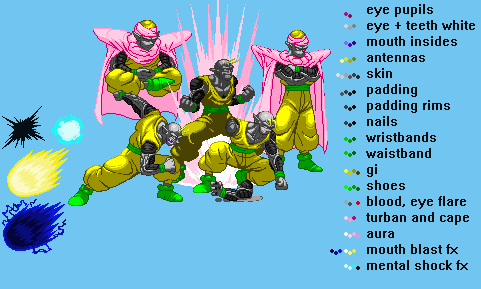 eye pupils
eye + teeth white
mouth insides
antennas
skin
padding
padding rims
nails
wristbands
waistband
gi
shoes
blood, eye flare
turban and cape
aura
mouth blast fx
mental shock fx